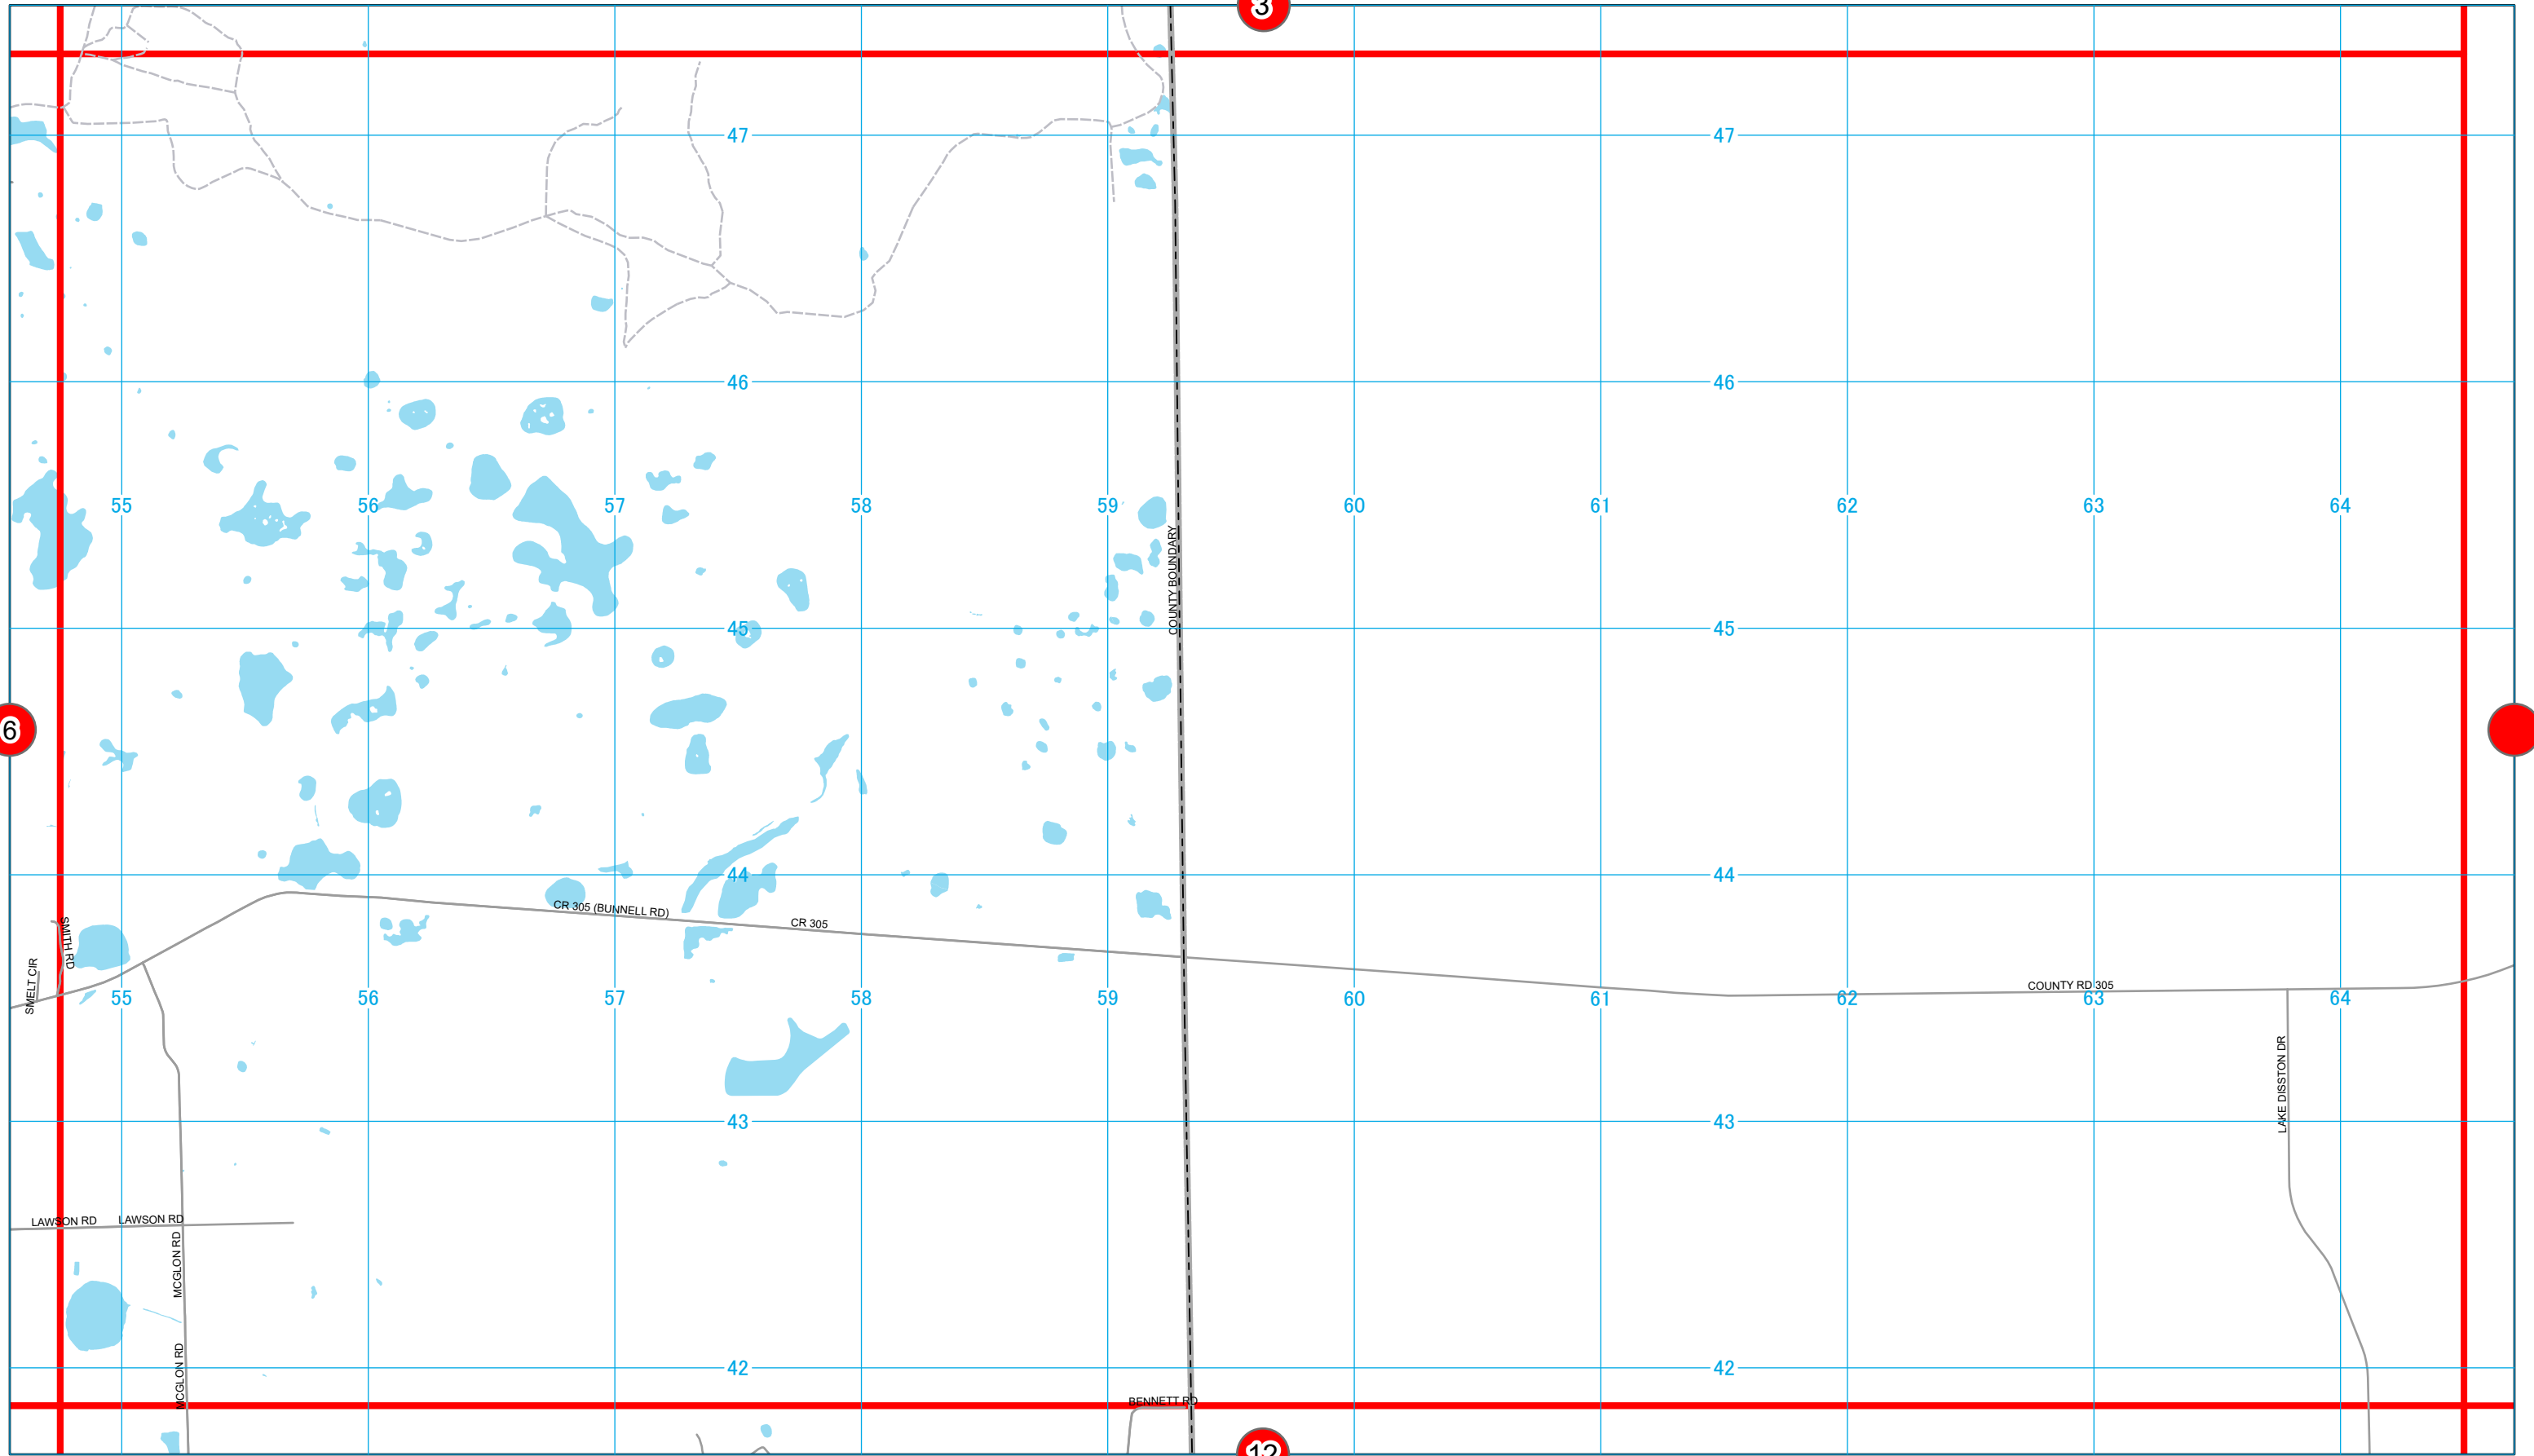 3
47
47
46
46
55
56
57
58
59
60
61
62
63
64
COUNTY BOUNDARY
45
45
6
44
44
CR 305 (BUNNELL RD)
CR 305
SMITH RD
SMELT CIR
55
56
57
58
59
60
61
62
63
64
COUNTY RD 305
LAKE DISSTON DR
43
43
LAWSON RD
LAWSON RD
MCGLON RD
MCGLON RD
42
42
BENNETT RD
12